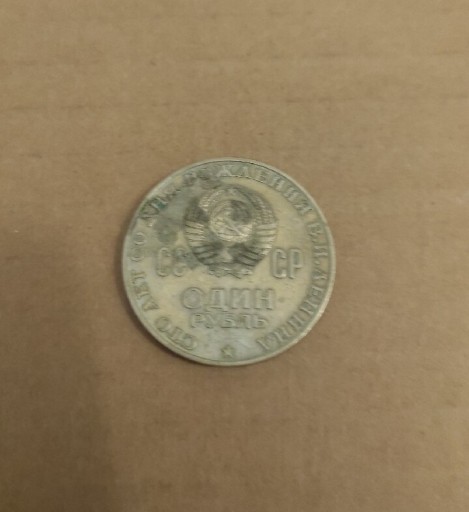 СТО ЛЕТ СО ДНЯ РОЖДЕНИЯ В.И.ЛЕНИНА
СС СР
ОДИН
РУБЛЬ